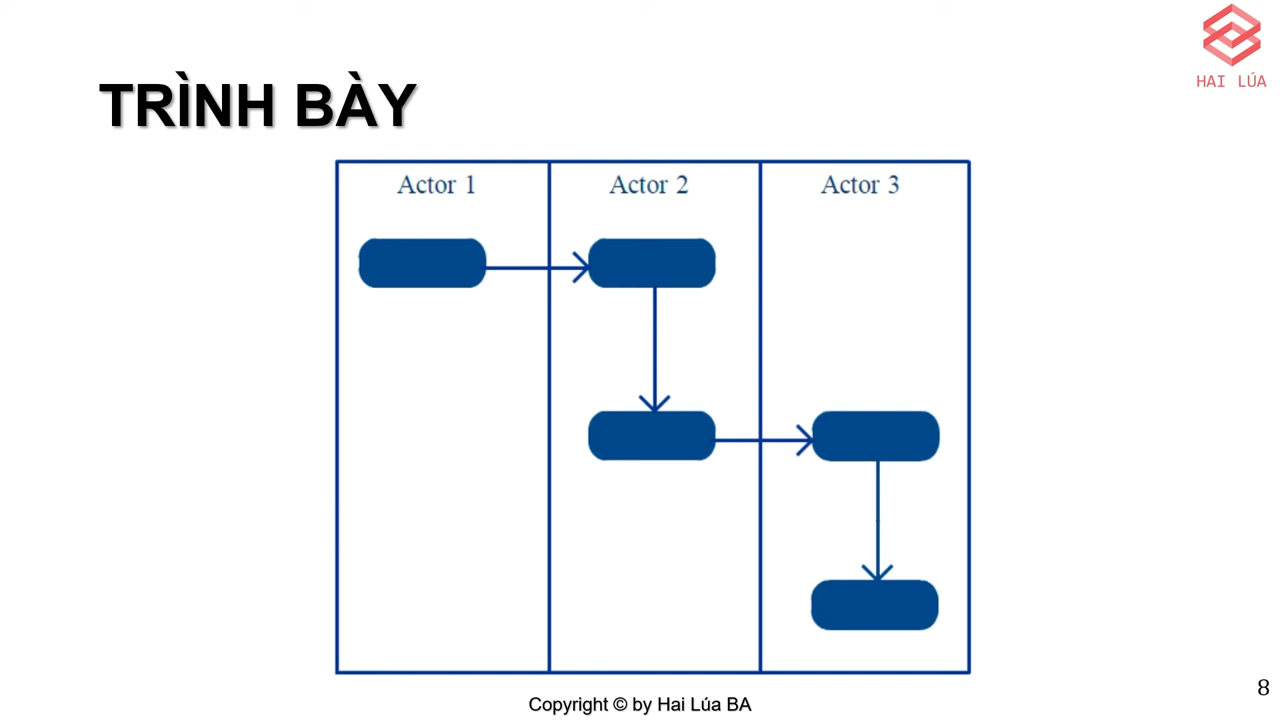 HAI LÚA
TRÌNH BÀY
Actor 1
Actor 2
Actor 3
8
Copyright © by Hai Lúa BA